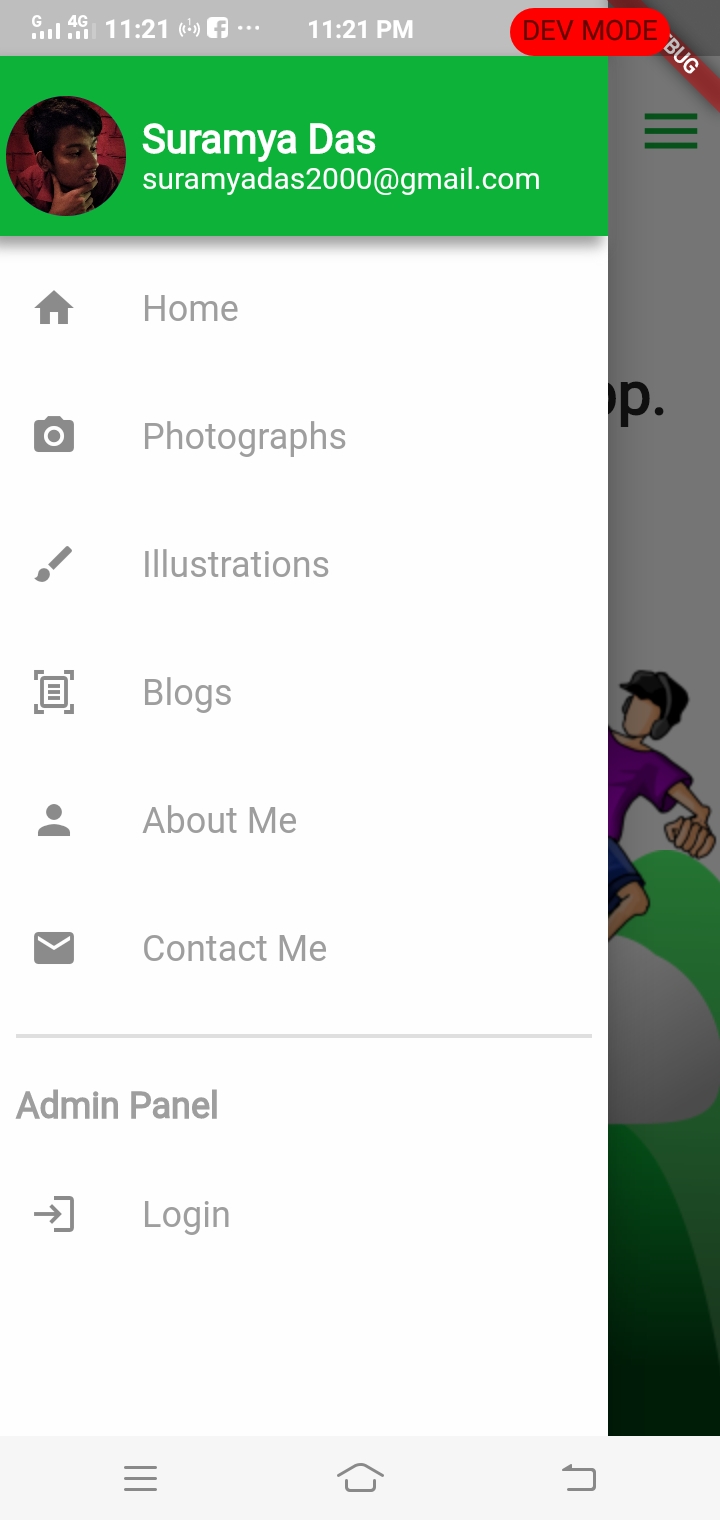 G 4G 11:21 11:21 PM DEV MODE
Suramya Das
suramyadas2000@gmail.com
Home
Photographs
Illustrations
Blogs
About Me
Contact Me
Admin Panel
Login